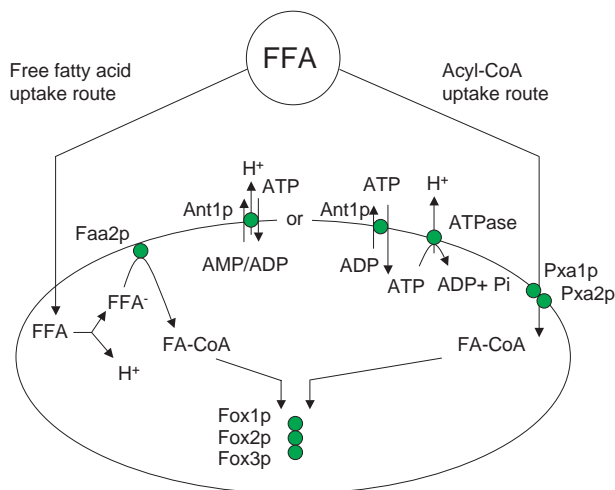 FFA
Free fatty acid
uptake route
Acyl-CoA
uptake route
H⁺
ATP
Ant1p
AMP/ADP
or
ATP
H⁺
Ant1p
ATPase
ADP
ATP
ADP+ Pi
Faa2p
Pxa1p
Pxa2p
FFA
FFA⁻
H⁺
FA-CoA
FA-CoA
Fox1p
Fox2p
Fox3p